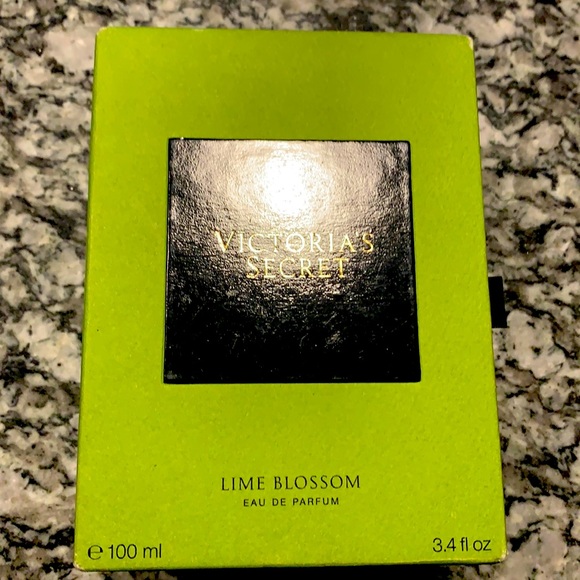 VICTORIA'S
SECRET
LIME BLOSSOM
EAU DE PARFUM
℮ 100 ml
3.4 fl oz